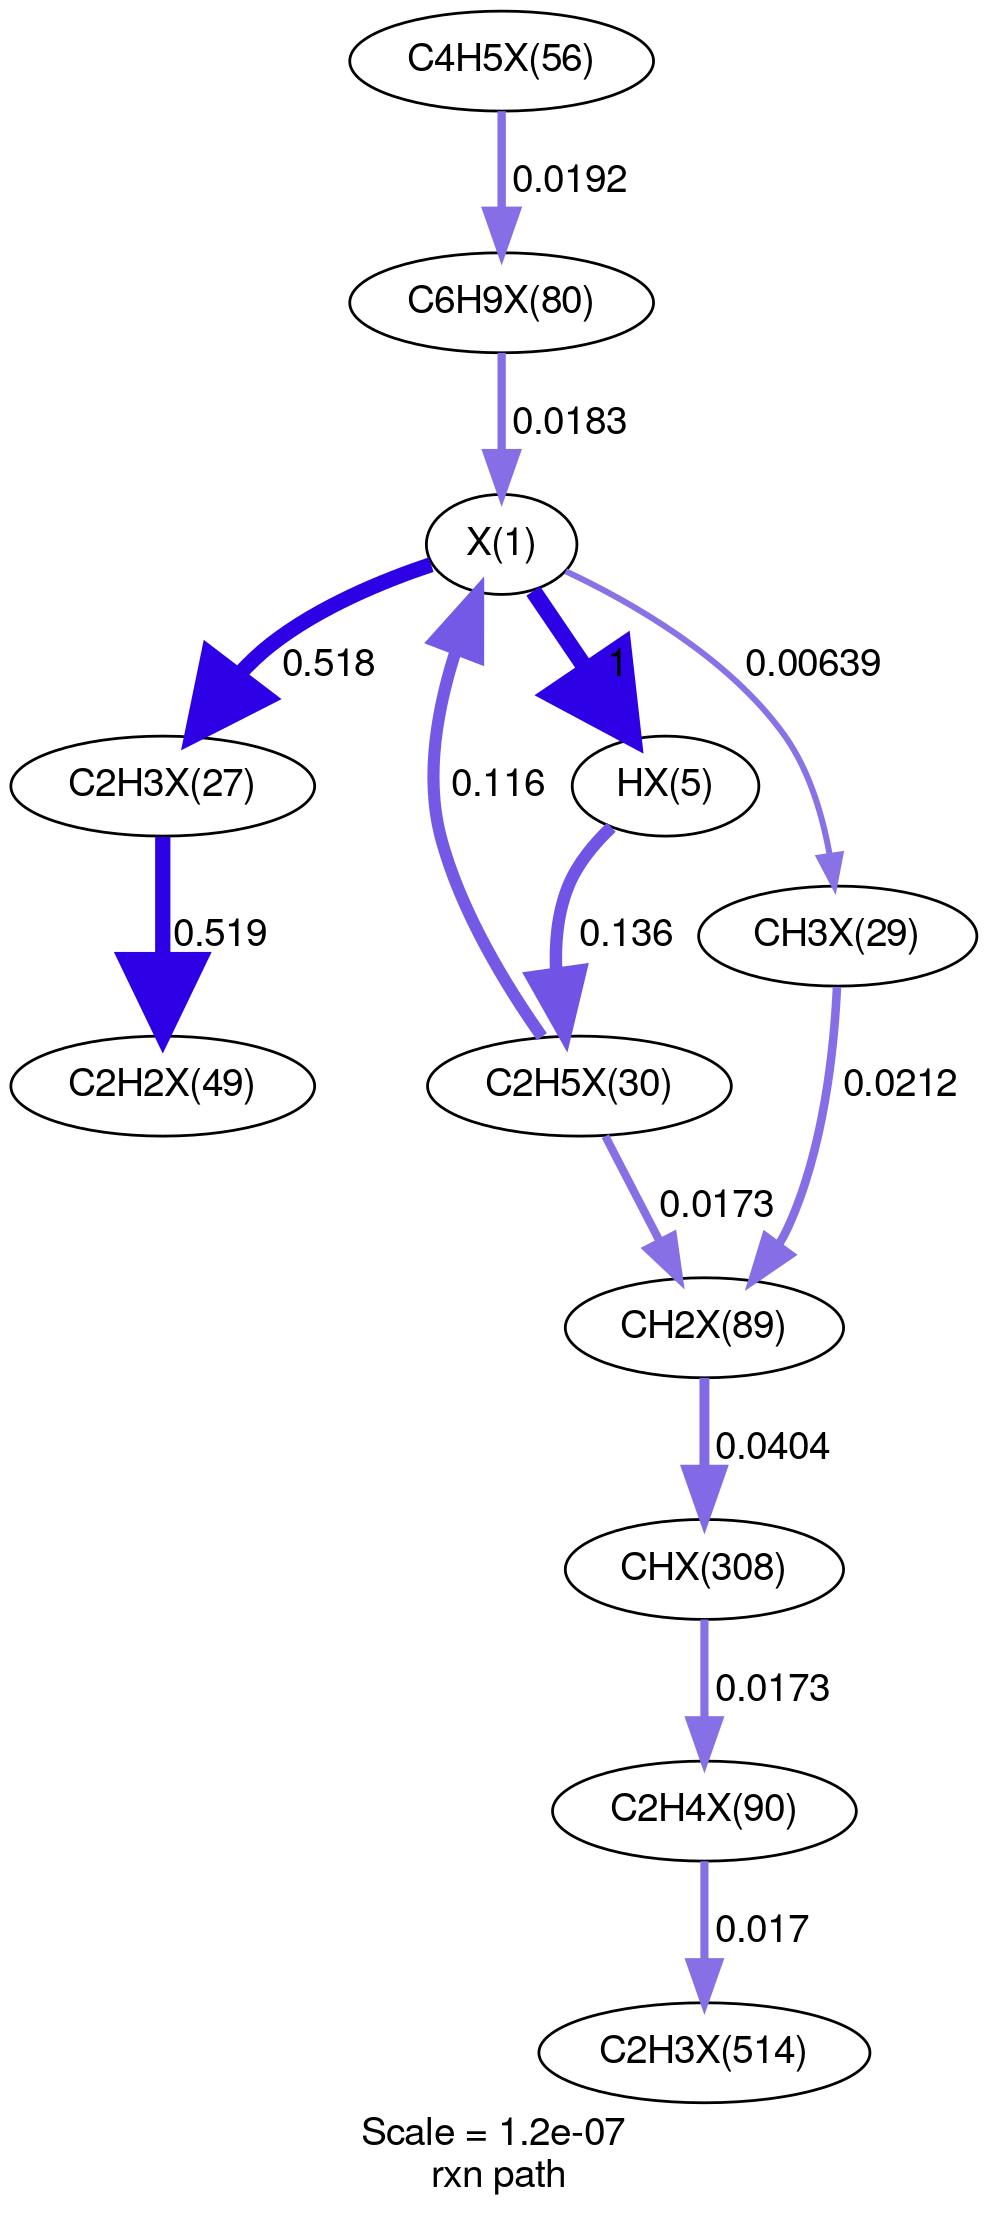 C4H5X(56)
0.0192
C6H9X(80)
0.0183
X(1)
0.518
1
0.00639
C2H3X(27)
0.116
HX(5)
0.519
0.136
CH3X(29)
C2H2X(49)
C2H5X(30)
0.0212
0.0173
CH2X(89)
0.0404
CHX(308)
0.0173
C2H4X(90)
0.017
C2H3X(514)
Scale = 1.2e-07
rxn path